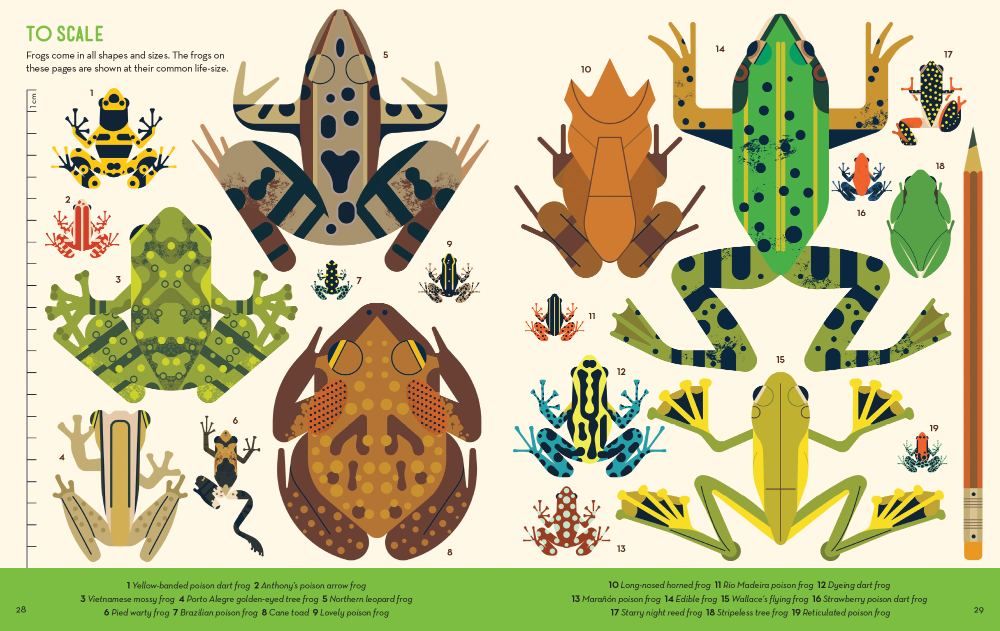 TO SCALE
Frogs come in all shapes and sizes. The frogs on
these pages are shown at their common life-size.
1 cm
1
2
3
4
5
6
7
8
9
10
11
12
13
14
15
16
17
18
19
1 Yellow-banded poison dart frog 2 Anthony's poison arrow frog
3 Vietnamese mossy frog 4 Porto Alegre golden-eyed tree frog 5 Northern leopard frog
6 Pied warty frog 7 Brazilian poison frog 8 Cane toad 9 Lovely poison frog
28
10 Long-nosed horned frog 11 Rio Madeira poison frog 12 Dyeing dart frog
13 Marañón poison frog 14 Edible frog 15 Wallace's flying frog 16 Strawberry poison dart frog
17 Starry night reed frog 18 Stripeless tree frog 19 Reticulated poison frog
29